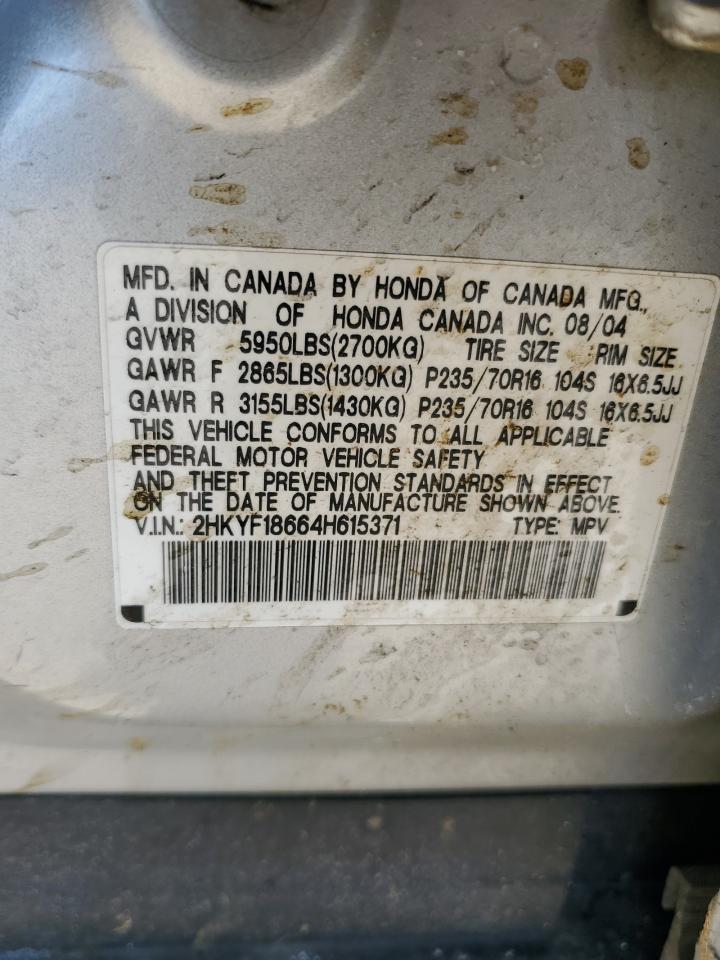 MFD. IN CANADA BY HONDA OF CANADA MFG.,
A DIVISION OF HONDA CANADA INC. 08/04
GVWR 5950LBS(2700KG) TIRE SIZE RIM SIZE
GAWR F 2865LBS(1300KG) P235/70R16 104S 16X6.5JJ
GAWR R 3155LBS(1430KG) P235/70R16 104S 16X6.5JJ
THIS VEHICLE CONFORMS TO ALL APPLICABLE
FEDERAL MOTOR VEHICLE SAFETY
AND THEFT PREVENTION STANDARDS IN EFFECT
ON THE DATE OF MANUFACTURE SHOWN ABOVE.
V.I.N.: 2HKYF18664H615371 TYPE: MPV